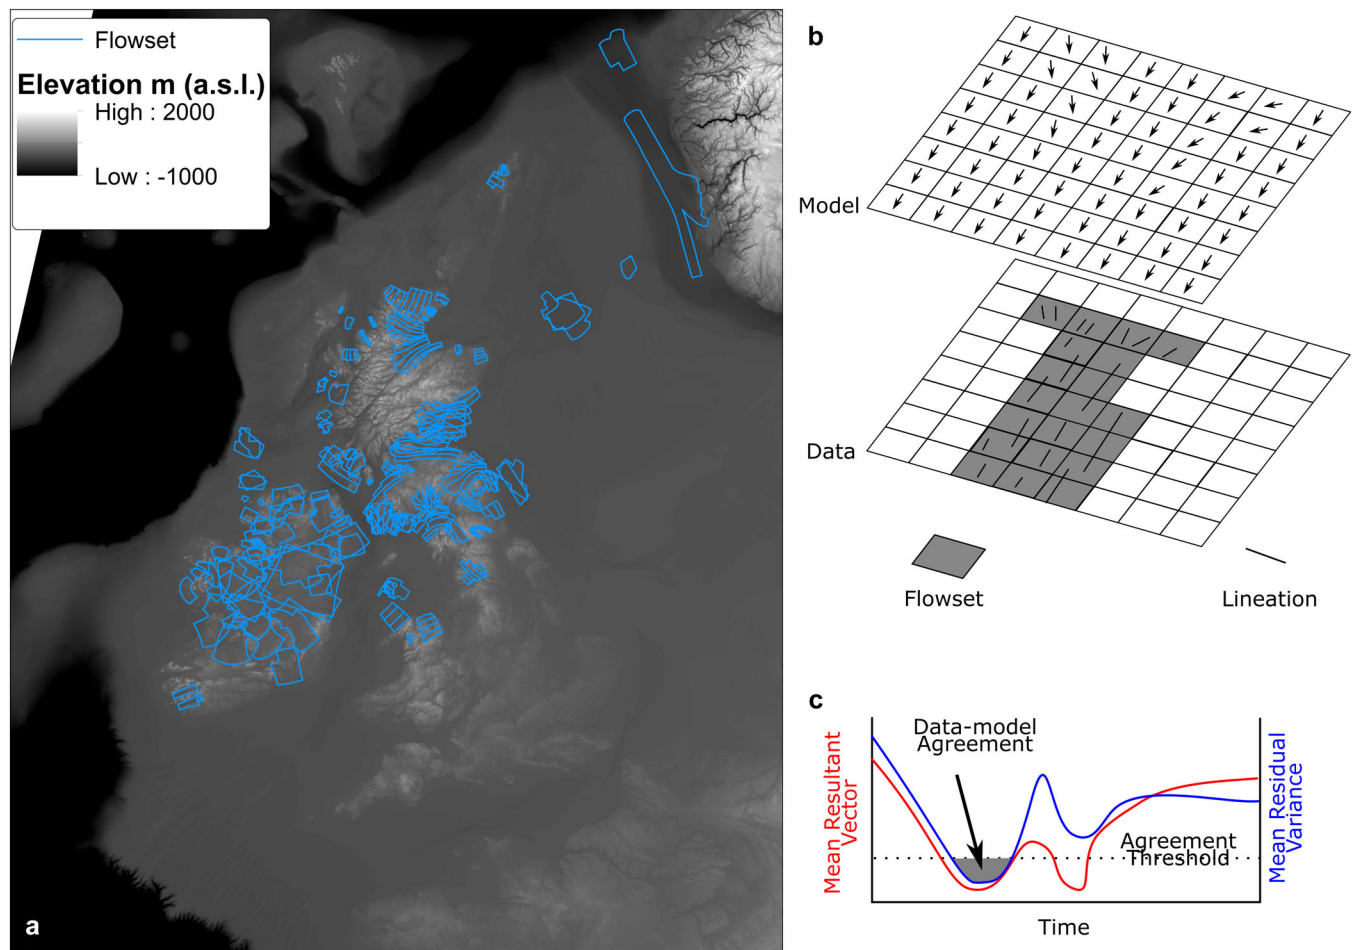 Flowset
Elevation m (a.s.l.)
High : 2000
Low : -1000
a
b
Model
Data
Flowset
Lineation
c
Data-model
Agreement
Mean Resultant
Vector
Agreement
Threshold
Mean Residual
Variance
Time